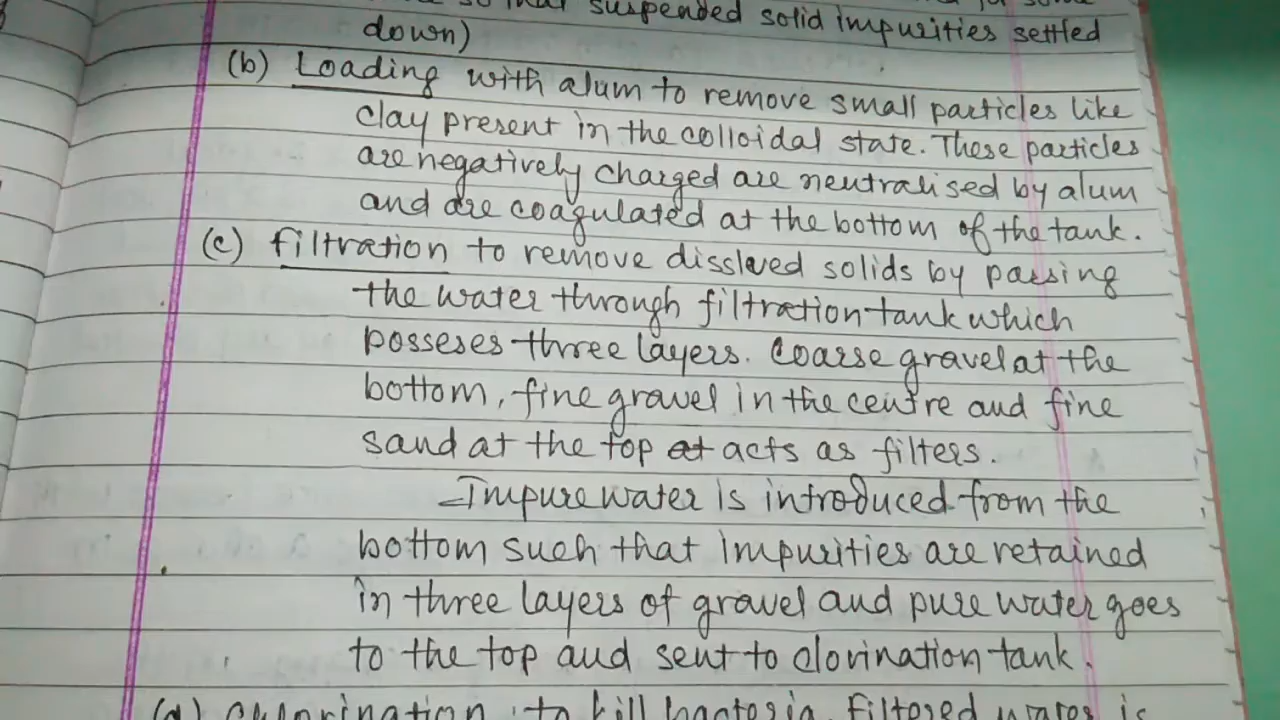 so that suspended solid impurities settled
down)
(b) Loading with alum to remove small particles like
clay present in the colloidal state. These particles
are negatively charged are neutralised by alum
and are coagulated at the bottom of the tank.
(c) filtration to remove disslved solids by passing
the water through filtration tank which
posseses three layers. Coarse gravel at the
bottom, fine gravel in the centre and fine
sand at the top at acts as filters.
Impure water is introduced from the
bottom such that impurities are retained
in three layers of gravel and pure water goes
to the top and sent to clorination tank.
(d) chlorination to kill bacteria, filtered water is